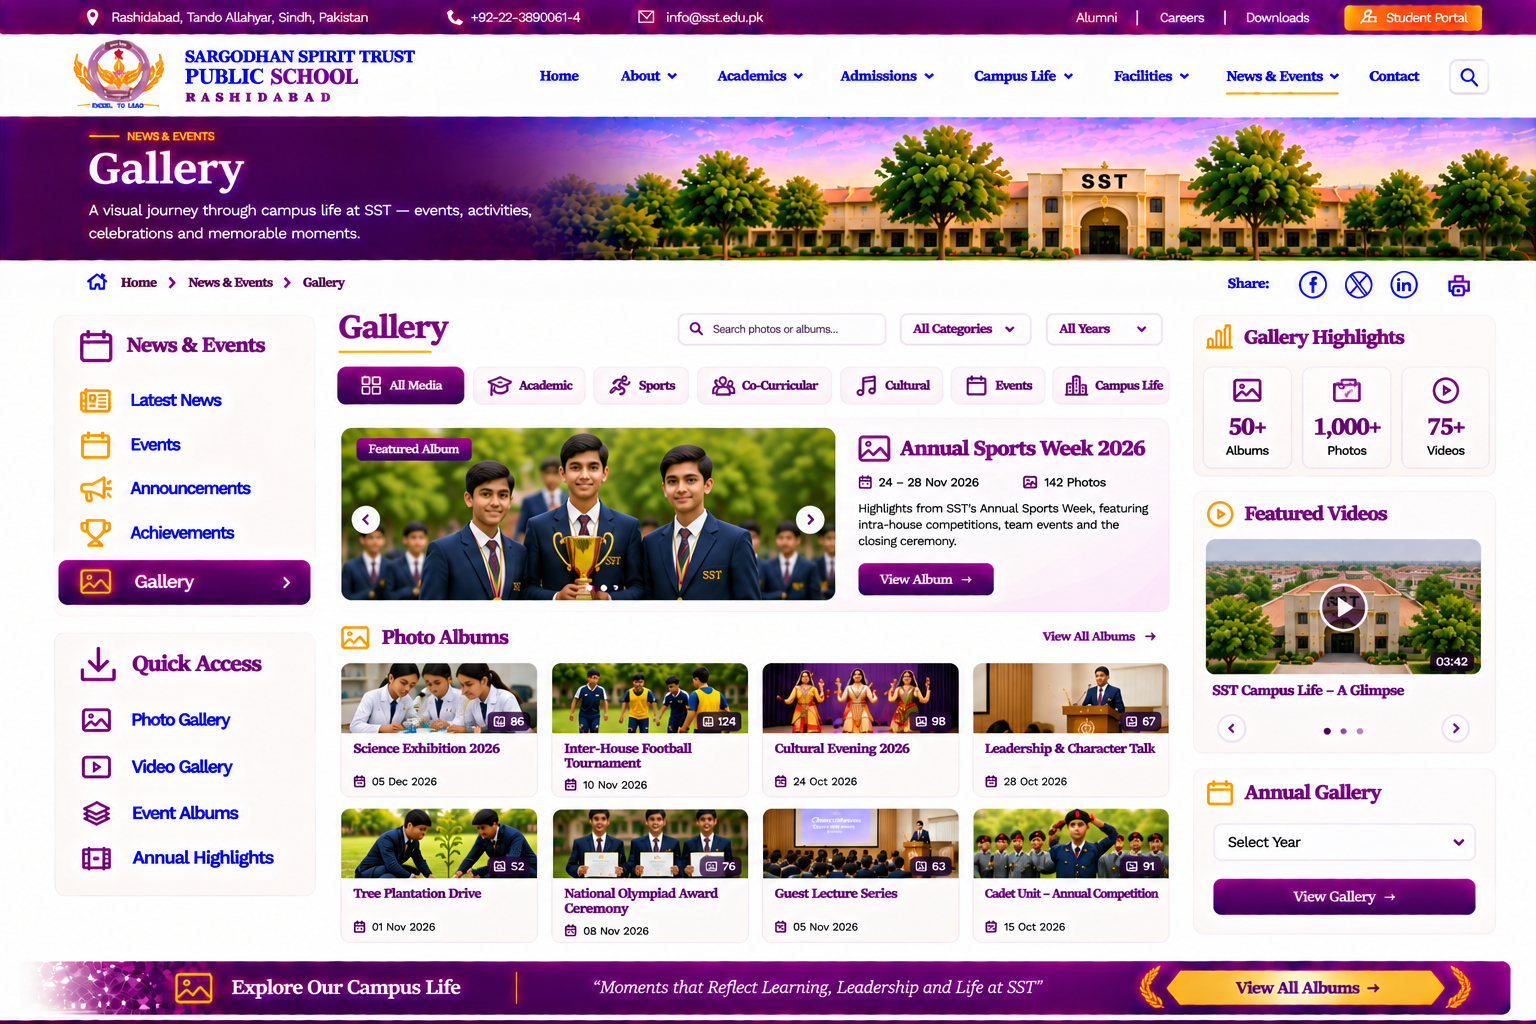 Rashidabad, Tando Allahyar, Sindh, Pakistan
+92-22-3890061-4
info@sst.edu.pk
Alumni
Careers
Downloads
Student Portal
SARGODHAN SPIRIT TRUST
PUBLIC SCHOOL
RASHIDABAD
EXCEL TO LEAD
Home
About
Academics
Admissions
Campus Life
Facilities
News & Events
Contact
NEWS & EVENTS
Gallery
A visual journey through campus life at SST — events, activities,
celebrations and memorable moments.
SST
Home
News & Events
Gallery
Share:
News & Events
Latest News
Events
Announcements
Achievements
Gallery
Quick Access
Photo Gallery
Video Gallery
Event Albums
Annual Highlights
Gallery
Search photos or albums...
All Categories
All Years
All Media
Academic
Sports
Co-Curricular
Cultural
Events
Campus Life
Featured Album
SST
SST
Annual Sports Week 2026
24 – 28 Nov 2026
142 Photos
Highlights from SST's Annual Sports Week, featuring
intra-house competitions, team events and the
closing ceremony.
View Album →
Photo Albums
View All Albums →
86
Science Exhibition 2026
05 Dec 2026
124
Inter-House Football
Tournament
10 Nov 2026
98
Cultural Evening 2026
24 Oct 2026
67
Leadership & Character Talk
28 Oct 2026
S2
Tree Plantation Drive
01 Nov 2026
76
National Olympiad Award
Ceremony
08 Nov 2026
63
Guest Lecture Series
05 Nov 2026
91
Cadet Unit – Annual Competition
15 Oct 2026
Gallery Highlights
50+
Albums
1,000+
Photos
75+
Videos
Featured Videos
SST
03:42
SST Campus Life – A Glimpse
Annual Gallery
Select Year
View Gallery →
Explore Our Campus Life
“Moments that Reflect Learning, Leadership and Life at SST”
View All Albums →